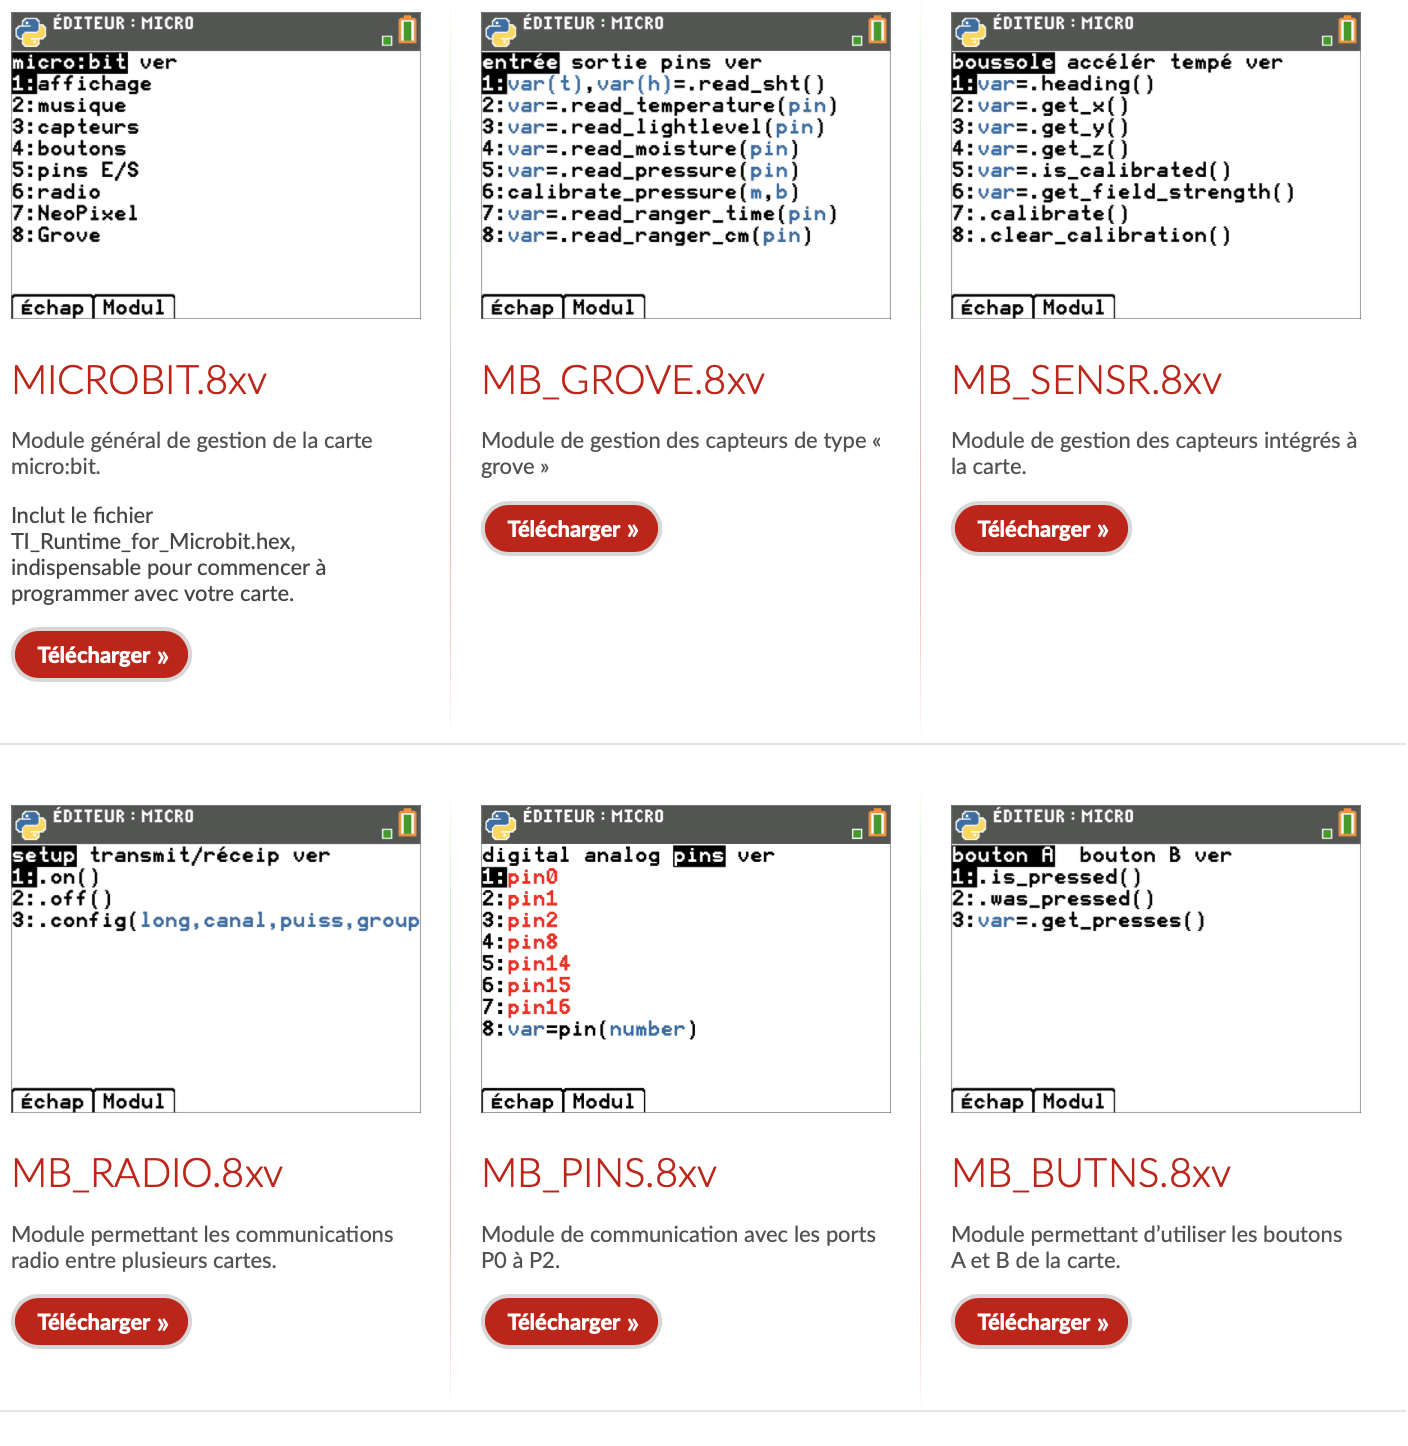 ÉDITEUR : MICRO
micro:bit ver
1:affichage
2:musique
3:capteurs
4:boutons
5:pins E/S
6:radio
7:NeoPixel
8:Grove
Échap Modul
MICROBIT.8xv
Module général de gestion de la carte
micro:bit.
Inclut le fichier
TI_Runtime_for_Microbit.hex,
indispensable pour commencer à
programmer avec votre carte.
Télécharger »
ÉDITEUR : MICRO
entrée sortie pins ver
1:var(t),var(h)=.read_sht()
2:var=.read_temperature(pin)
3:var=.read_lightlevel(pin)
4:var=.read_moisture(pin)
5:var=.read_pressure(pin)
6:calibrate_pressure(m,b)
7:var=.read_ranger_time(pin)
8:var=.read_ranger_cm(pin)
Échap Modul
MB_GROVE.8xv
Module de gestion des capteurs de type «
grove »
Télécharger »
ÉDITEUR : MICRO
boussole accélér tempé ver
1:var=.heading()
2:var=.get_x()
3:var=.get_y()
4:var=.get_z()
5:var=.is_calibrated()
6:var=.get_field_strength()
7:.calibrate()
8:.clear_calibration()
Échap Modul
MB_SENSR.8xv
Module de gestion des capteurs intégrés à
la carte.
Télécharger »
ÉDITEUR : MICRO
setup transmit/réceip ver
1:.on()
2:.off()
3:.config(long,canal,puiss,group
Échap Modul
MB_RADIO.8xv
Module permettant les communications
radio entre plusieurs cartes.
Télécharger »
ÉDITEUR : MICRO
digital analog pins ver
1:pin0
2:pin1
3:pin2
4:pin8
5:pin14
6:pin15
7:pin16
8:var=pin(number)
Échap Modul
MB_PINS.8xv
Module de communication avec les ports
P0 à P2.
Télécharger »
ÉDITEUR : MICRO
bouton A bouton B ver
1:.is_pressed()
2:.was_pressed()
3:var=.get_presses()
Échap Modul
MB_BUTNS.8xv
Module permettant d’utiliser les boutons
A et B de la carte.
Télécharger »